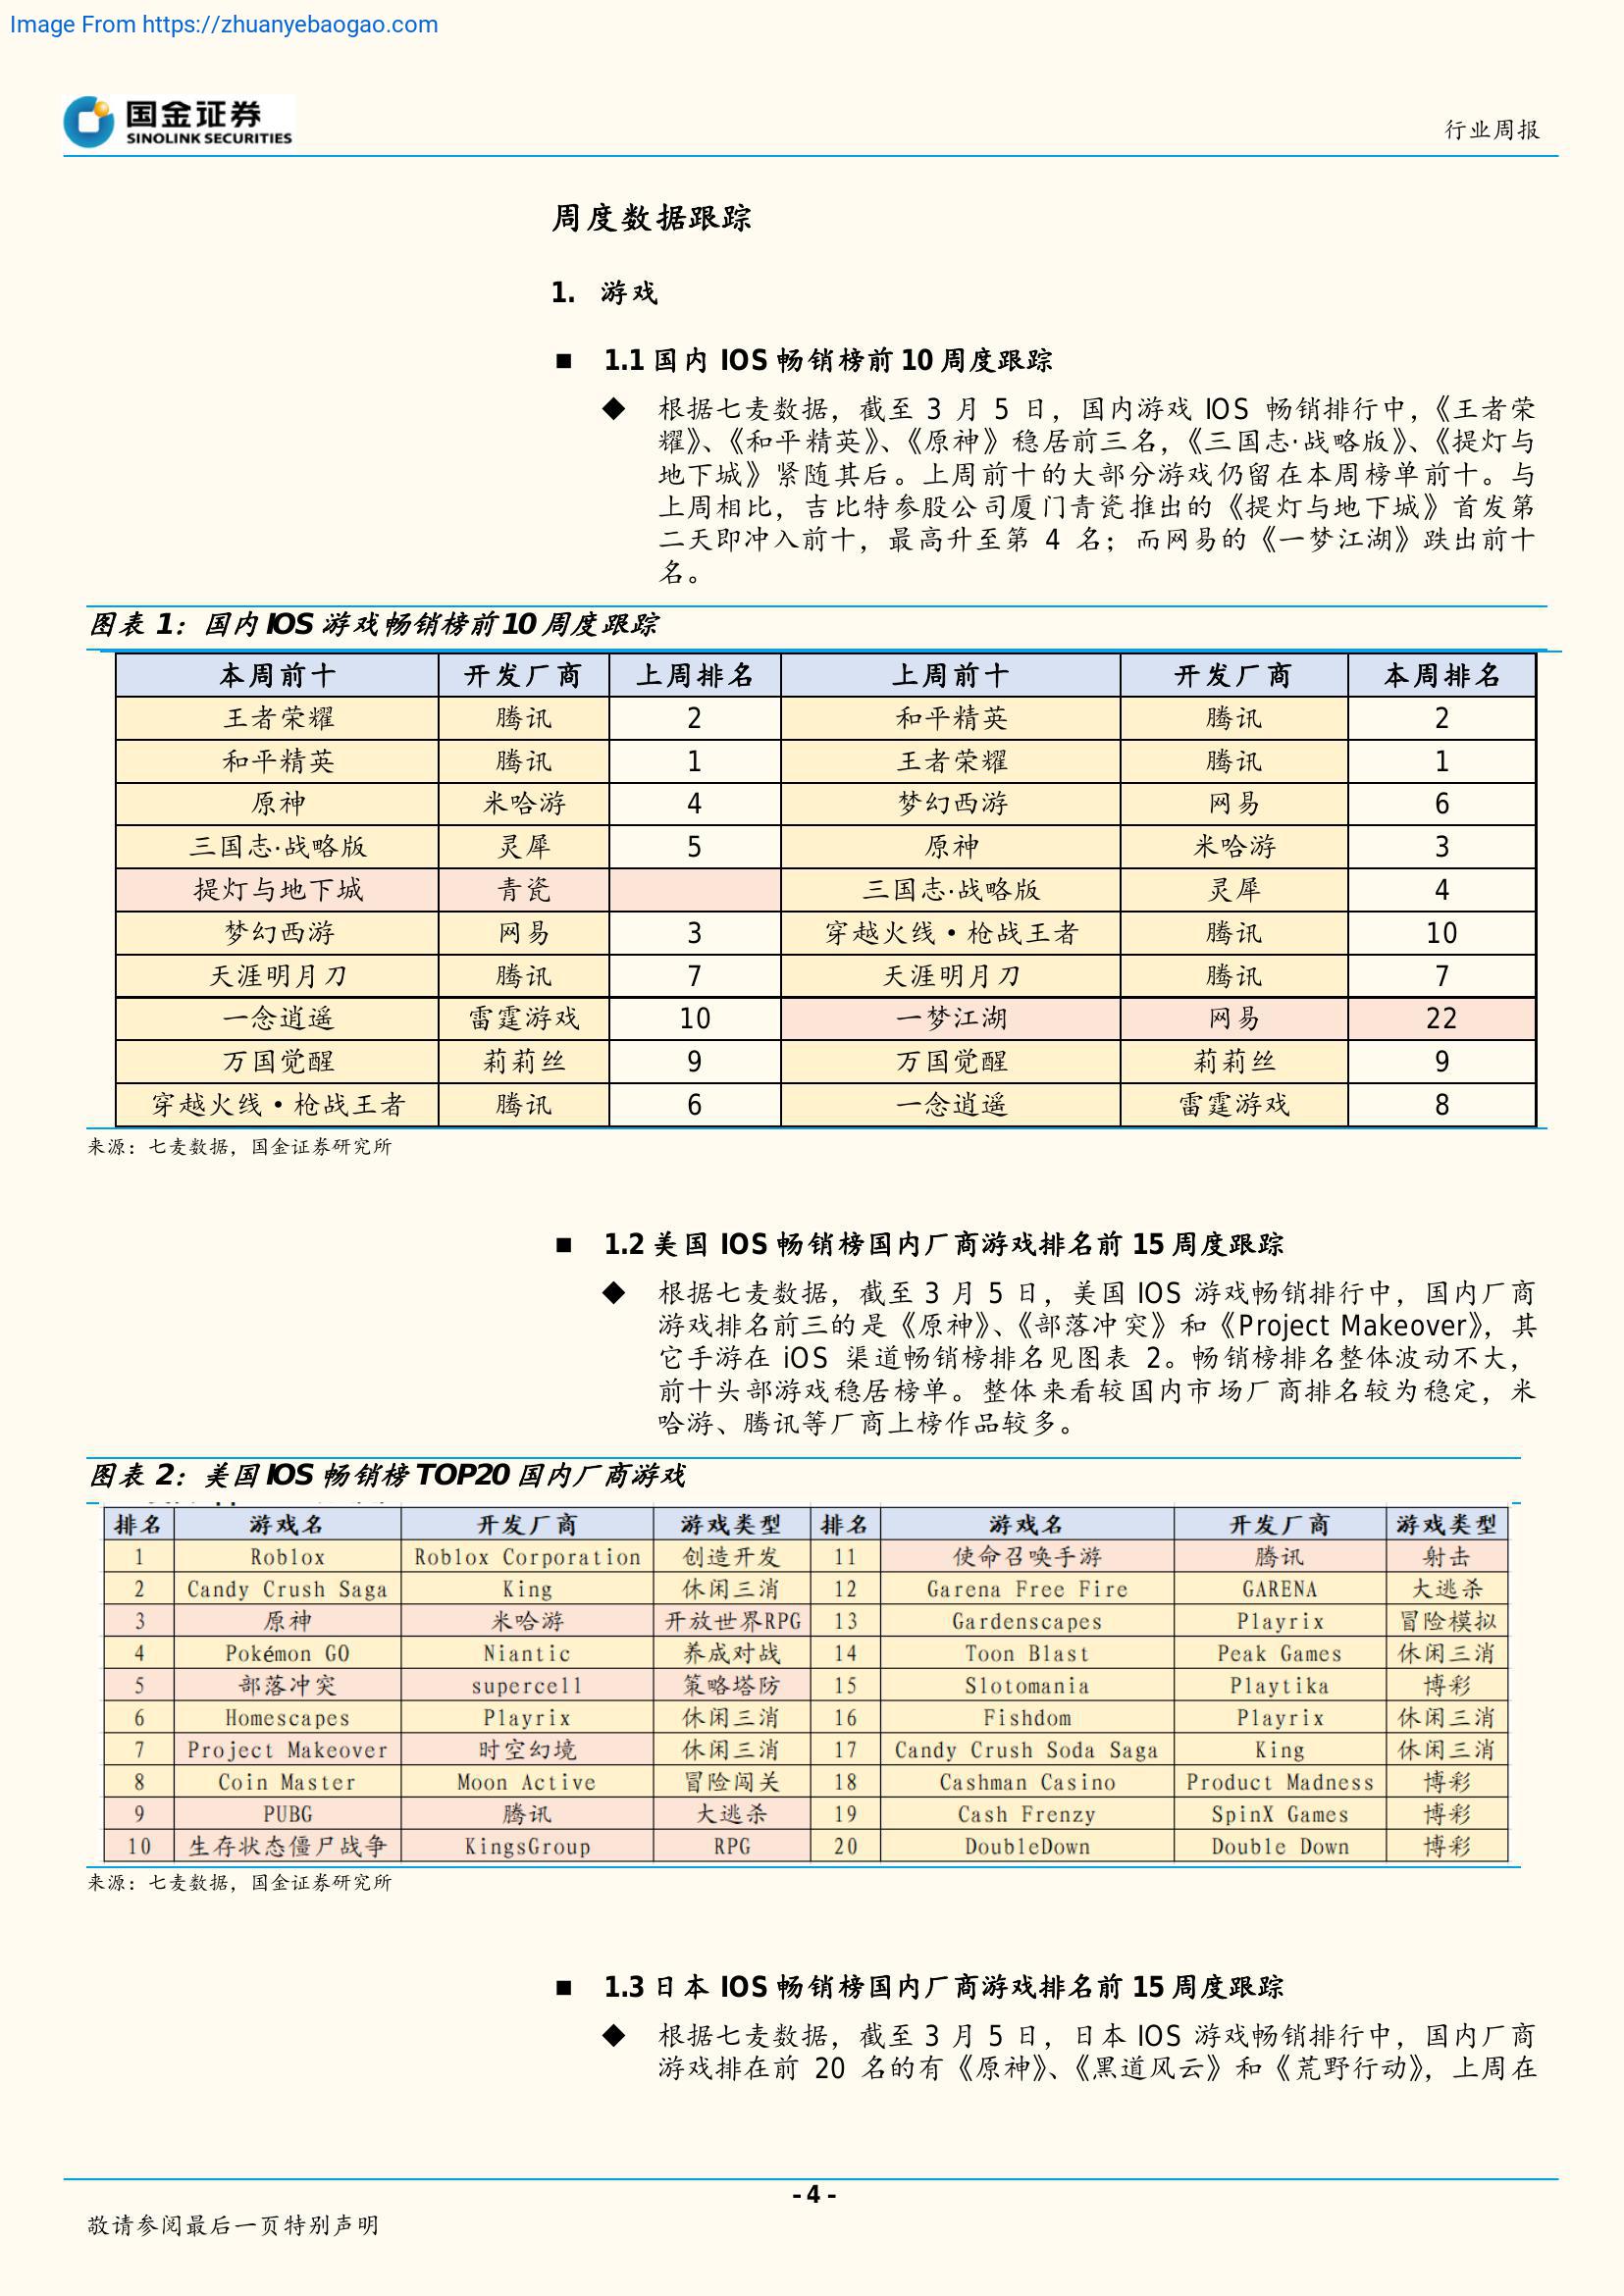 Image From https://zhuanyebaogao.com
国金证券
SINOLINK SECURITIES
行业周报
周度数据跟踪
1. 游戏
■ 1.1 国内 IOS 畅销榜前 10 周度跟踪
◆ 根据七麦数据，截至 3 月 5 日，国内游戏 IOS 畅销排行中，《王者荣
耀》、《和平精英》、《原神》稳居前三名，《三国志·战略版》、《提灯与
地下城》紧随其后。上周前十的大部分游戏仍留在本周榜单前十。与
上周相比，吉比特参股公司厦门青瓷推出的《提灯与地下城》首发第
二天即冲入前十，最高升至第 4 名；而网易的《一梦江湖》跌出前十
名。
图表 1：国内 IOS 游戏畅销榜前 10 周度跟踪
本周前十 开发厂商 上周排名 上周前十 开发厂商 本周排名
王者荣耀 腾讯 2 和平精英 腾讯 2
和平精英 腾讯 1 王者荣耀 腾讯 1
原神 米哈游 4 梦幻西游 网易 6
三国志·战略版 灵犀 5 原神 米哈游 3
提灯与地下城 青瓷 三国志·战略版 灵犀 4
梦幻西游 网易 3 穿越火线·枪战王者 腾讯 10
天涯明月刀 腾讯 7 天涯明月刀 腾讯 7
一念逍遥 雷霆游戏 10 一梦江湖 网易 22
万国觉醒 莉莉丝 9 万国觉醒 莉莉丝 9
穿越火线·枪战王者 腾讯 6 一念逍遥 雷霆游戏 8
来源：七麦数据，国金证券研究所
■ 1.2 美国 IOS 畅销榜国内厂商游戏排名前 15 周度跟踪
◆ 根据七麦数据，截至 3 月 5 日，美国 IOS 游戏畅销排行中，国内厂商
游戏排名前三的是《原神》、《部落冲突》和《Project Makeover》，其
它手游在 iOS 渠道畅销榜排名见图表 2。畅销榜排名整体波动不大，
前十头部游戏稳居榜单。整体来看较国内市场厂商排名较为稳定，米
哈游、腾讯等厂商上榜作品较多。
图表 2：美国 IOS 畅销榜 TOP20 国内厂商游戏
排名 游戏名 开发厂商 游戏类型 排名 游戏名 开发厂商 游戏类型
1 Roblox Roblox Corporation 创造开发 11 使命召唤手游 腾讯 射击
2 Candy Crush Saga King 休闲三消 12 Garena Free Fire GARENA 大逃杀
3 原神 米哈游 开放世界RPG 13 Gardenscapes Playrix 冒险模拟
4 Pokémon GO Niantic 养成对战 14 Toon Blast Peak Games 休闲三消
5 部落冲突 supercell 策略塔防 15 Slotomania Playtika 博彩
6 Homescapes Playrix 休闲三消 16 Fishdom Playrix 休闲三消
7 Project Makeover 时空幻境 休闲三消 17 Candy Crush Soda Saga King 休闲三消
8 Coin Master Moon Active 冒险闯关 18 Cashman Casino Product Madness 博彩
9 PUBG 腾讯 大逃杀 19 Cash Frenzy SpinX Games 博彩
10 生存状态僵尸战争 KingsGroup RPG 20 DoubleDown Double Down 博彩
来源：七麦数据，国金证券研究所
■ 1.3 日本 IOS 畅销榜国内厂商游戏排名前 15 周度跟踪
◆ 根据七麦数据，截至 3 月 5 日，日本 IOS 游戏畅销排行中，国内厂商
游戏排在前 20 名的有《原神》、《黑道风云》和《荒野行动》，上周在
- 4 -
敬请参阅最后一页特别声明